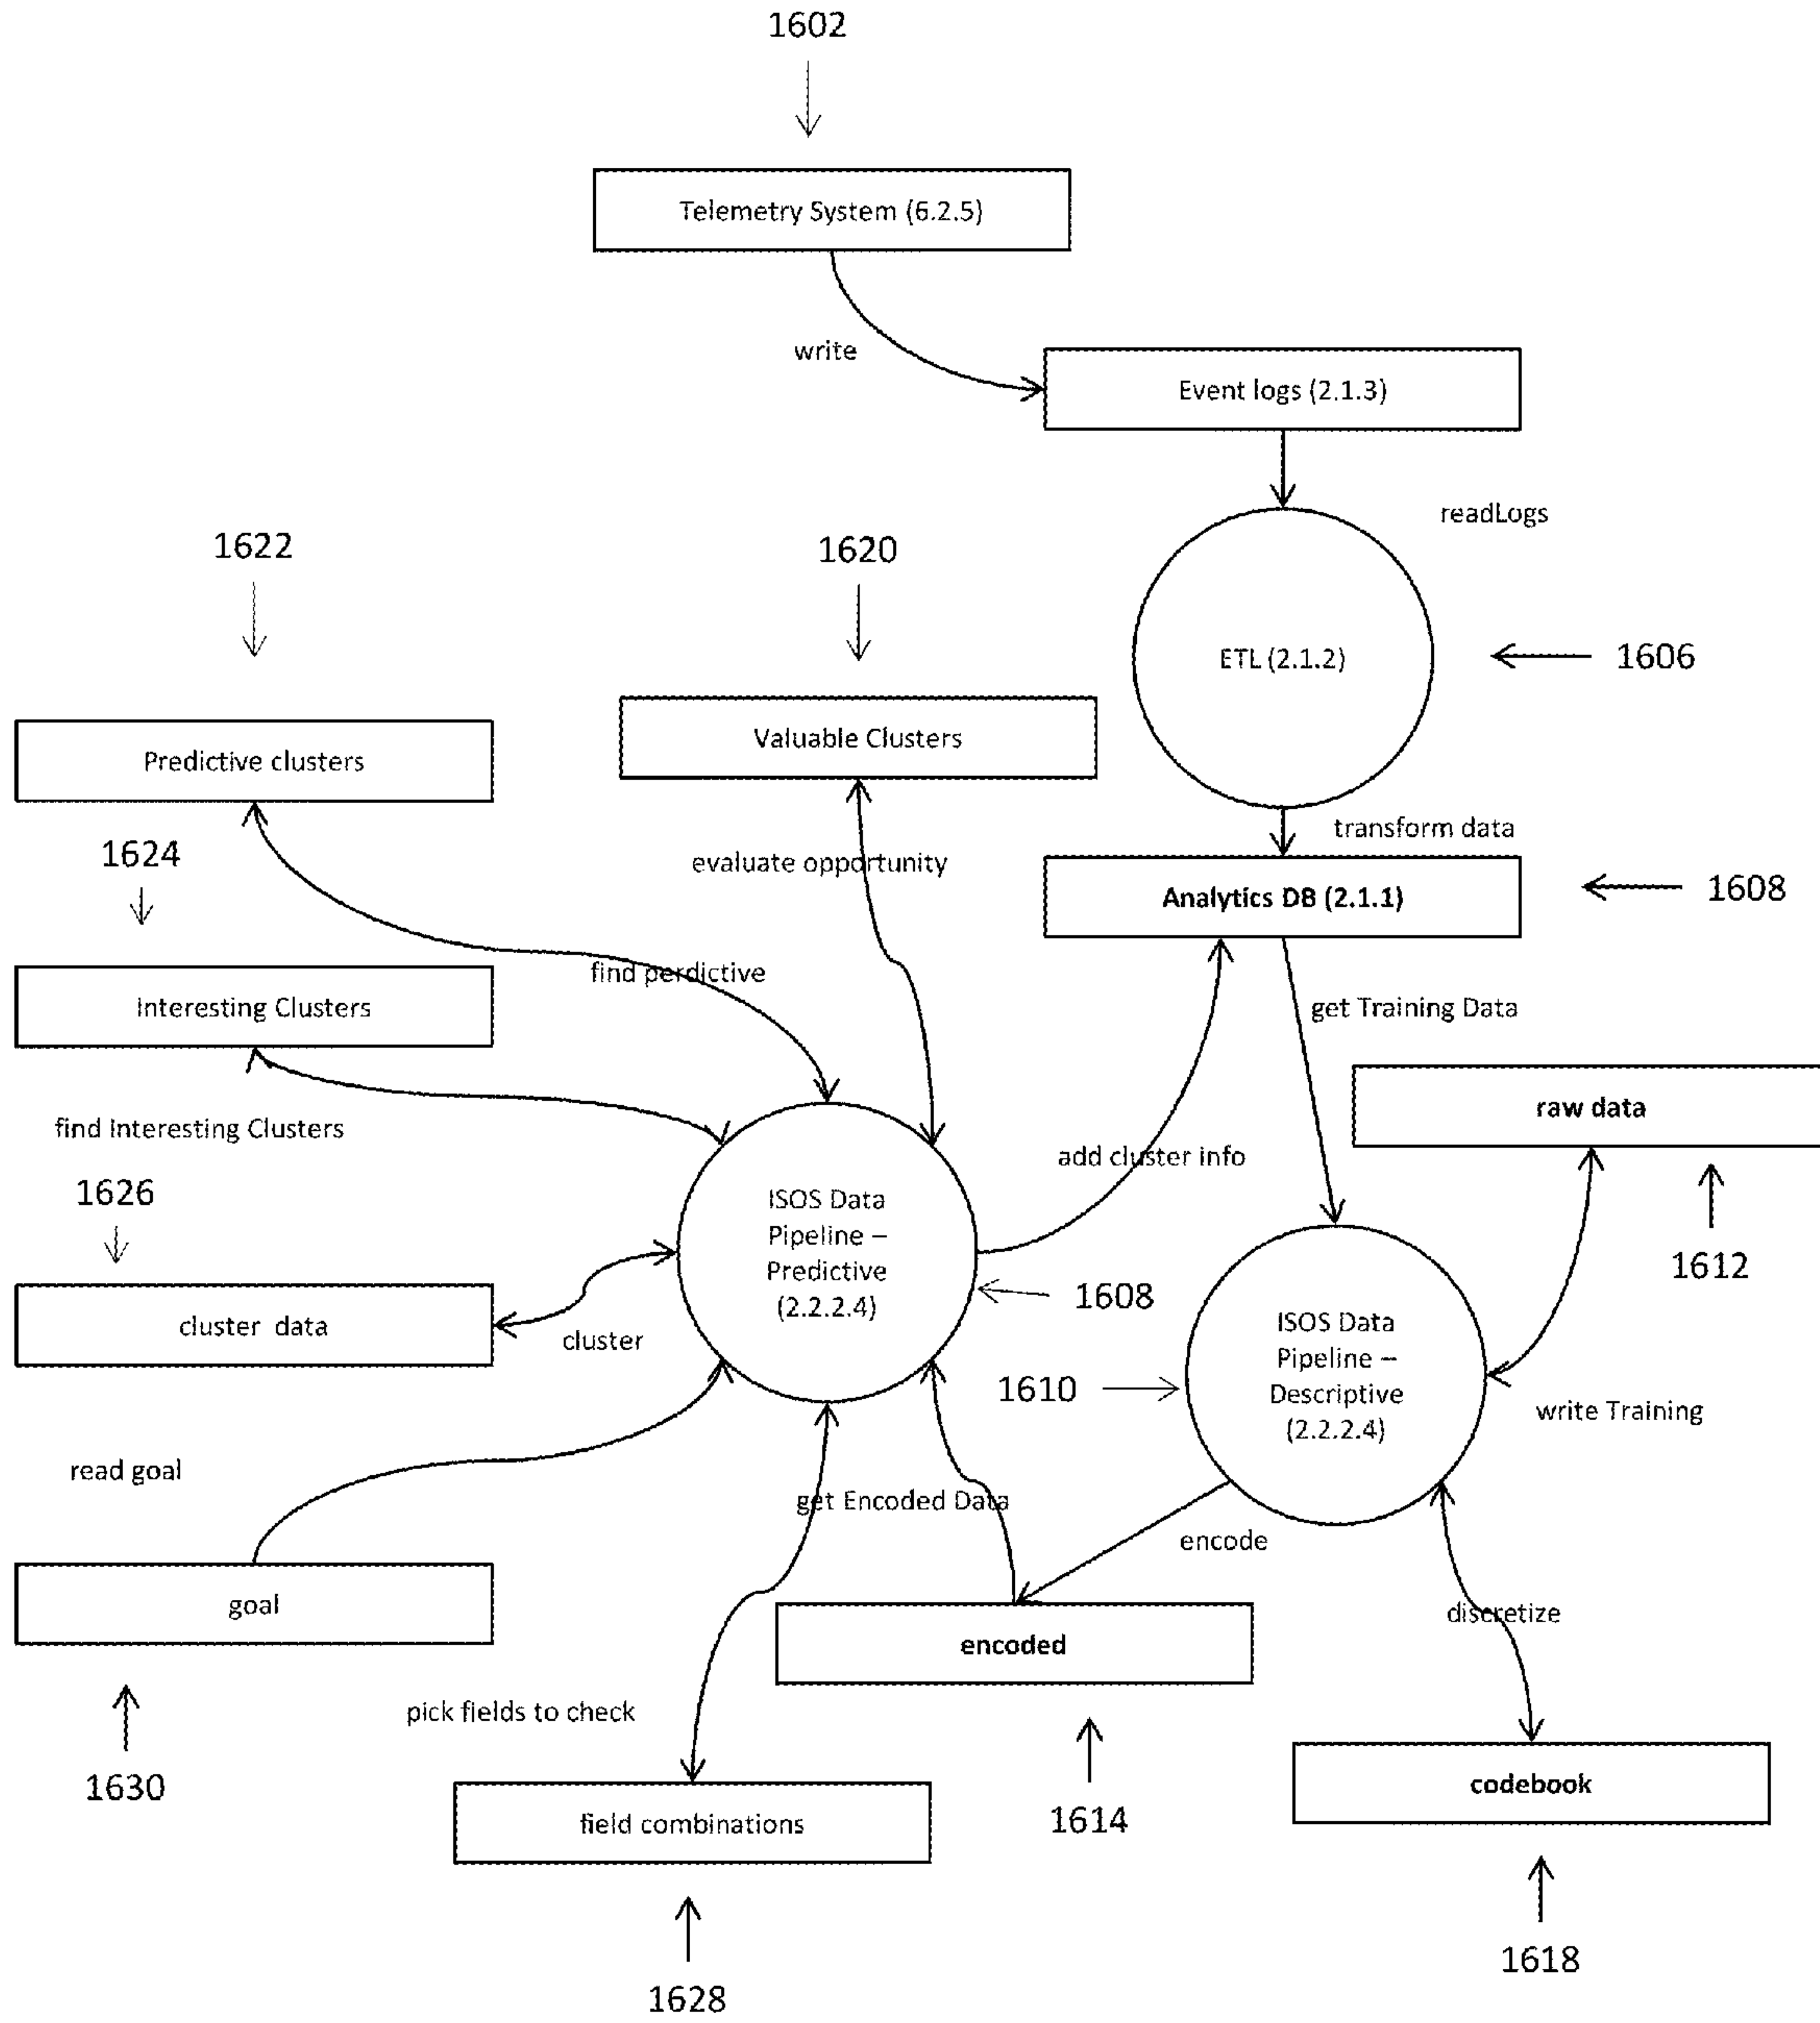 1602
Telemetry System (6.2.5)
write
Event logs (2.1.3)
readLogs
1622
1620
ETL (2.1.2)
1606
Predictive clusters
Valuable Clusters
transform data
1624
evaluate opportunity
Analytics DB (2.1.1)
1608
find perdictive
Interesting Clusters
get Training Data
raw data
find Interesting Clusters
add cluster info
1626
ISOS Data
Pipeline –
Predictive
(2.2.2.4)
1612
1608
cluster data
cluster
ISOS Data
Pipeline –
Descriptive
(2.2.2.4)
1610
write Training
read goal
get Encoded Data
encode
goal
discretize
encoded
pick fields to check
1630
codebook
field combinations
1614
1618
1628